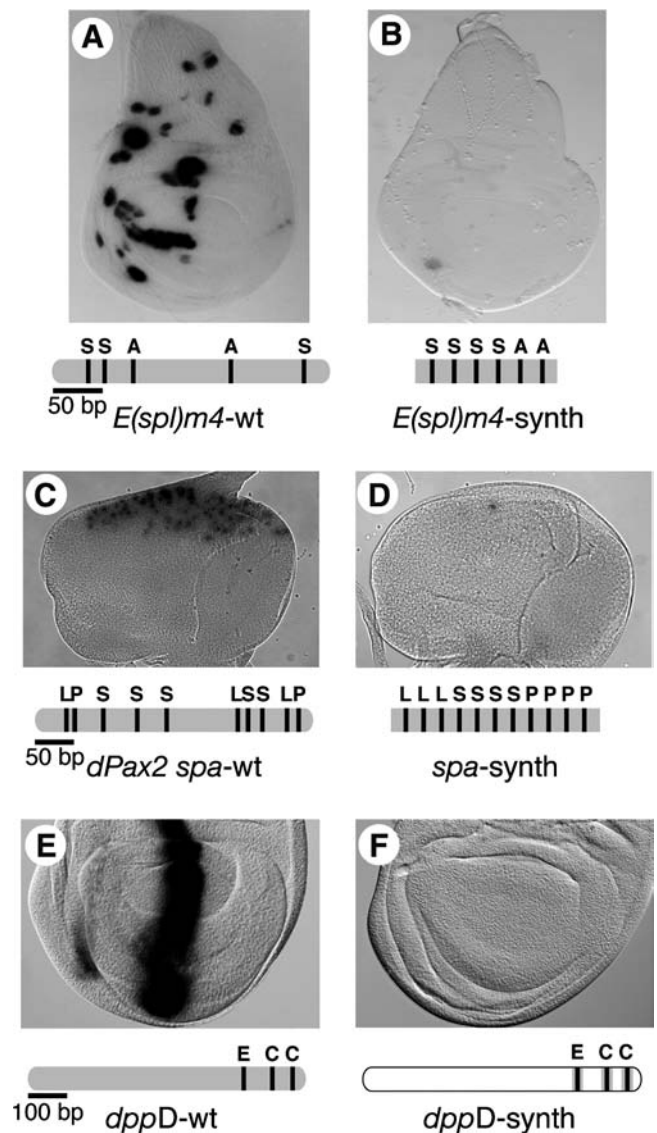 A
B
S S A A S
S S S S A A
50 bp
E(spl)m4-wt
E(spl)m4-synth
C
D
LP S S S LSS LP
L L L S S S S P P P P
50 bp
dPax2 spa-wt
spa-synth
E
F
E C C
E C C
100 bp
dppD-wt
dppD-synth